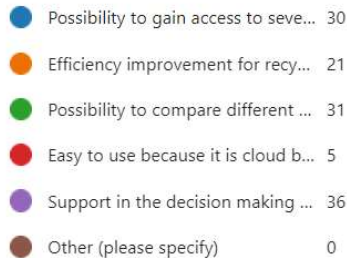 Possibility to gain access to seve... 30
Efficiency improvement for recy... 21
Possibility to compare different ... 31
Easy to use because it is cloud b... 5
Support in the decision making ... 36
Other (please specify) 0